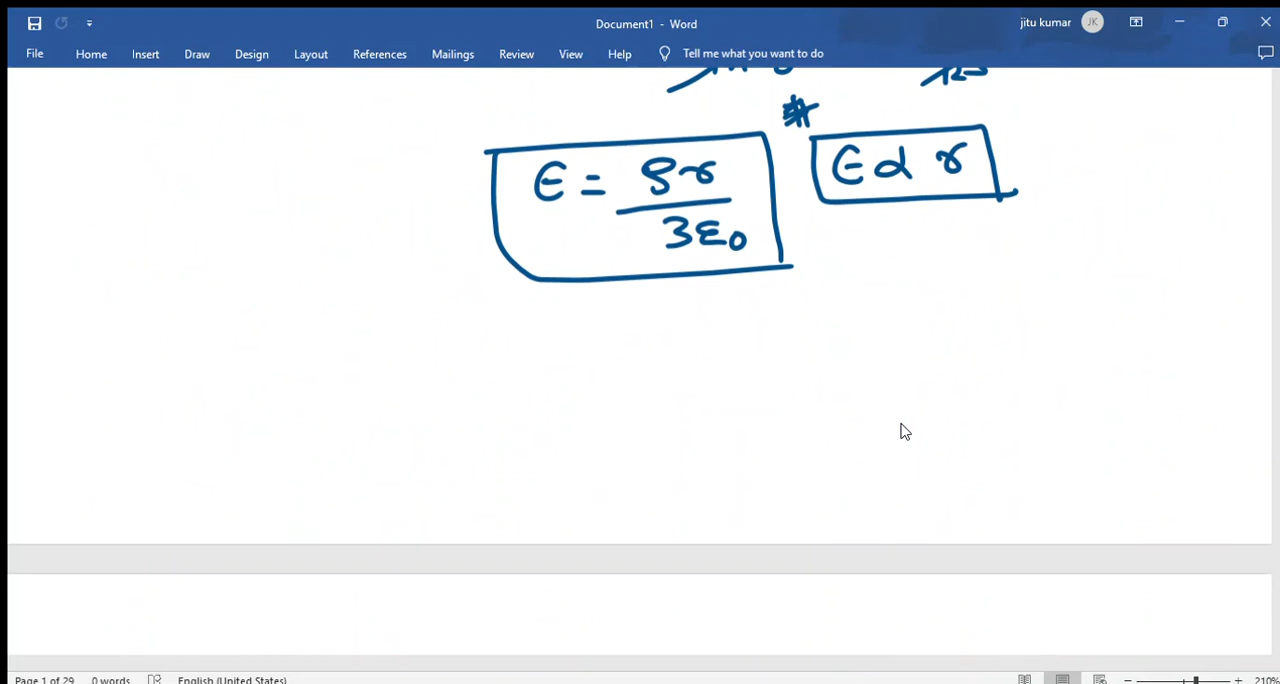 Document1 - Word
jitu kumar
JK
File Home Insert Draw Design Layout References Mailings Review View Help Tell me what you want to do
E = ρr / 3ε0
E α r
Page 1 of 29 0 words English (United States) 210%